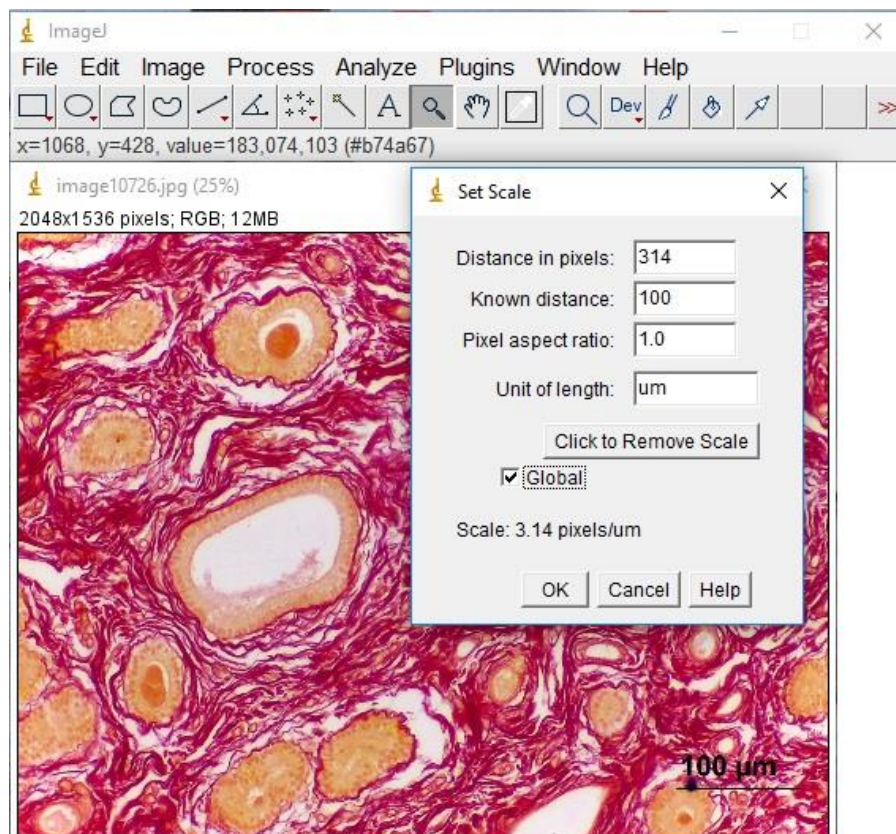 ImageJ
File Edit Image Process Analyze Plugins Window Help
A Dev >>
x=1068, y=428, value=183,074,103 (#b74a67)
image10726.jpg (25%)
2048x1536 pixels; RGB; 12MB
Set Scale
Distance in pixels: 314
Known distance: 100
Pixel aspect ratio: 1.0
Unit of length: um
Click to Remove Scale
Global
Scale: 3.14 pixels/um
OK Cancel Help
100 µm